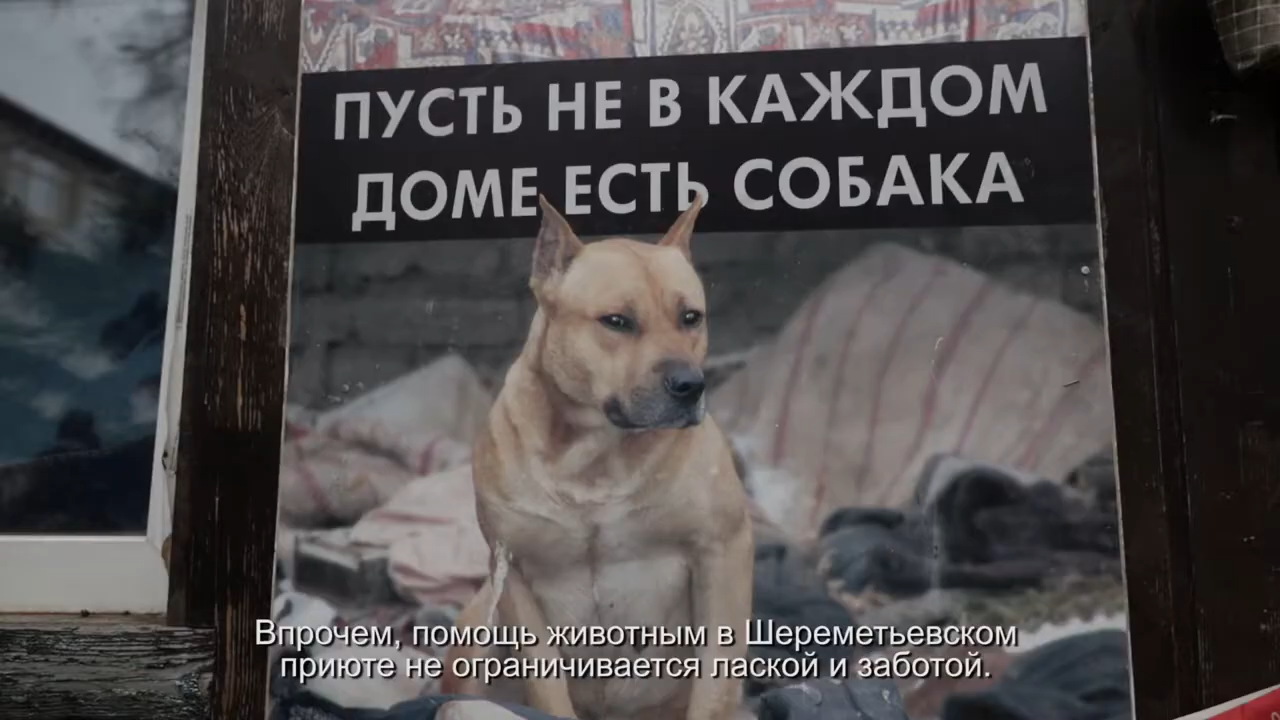 ПУСТЬ НЕ В КАЖДОМ
ДОМЕ ЕСТЬ СОБАКА
Впрочем, помощь животным в Шереметьевском
приюте не ограничивается лаской и заботой.